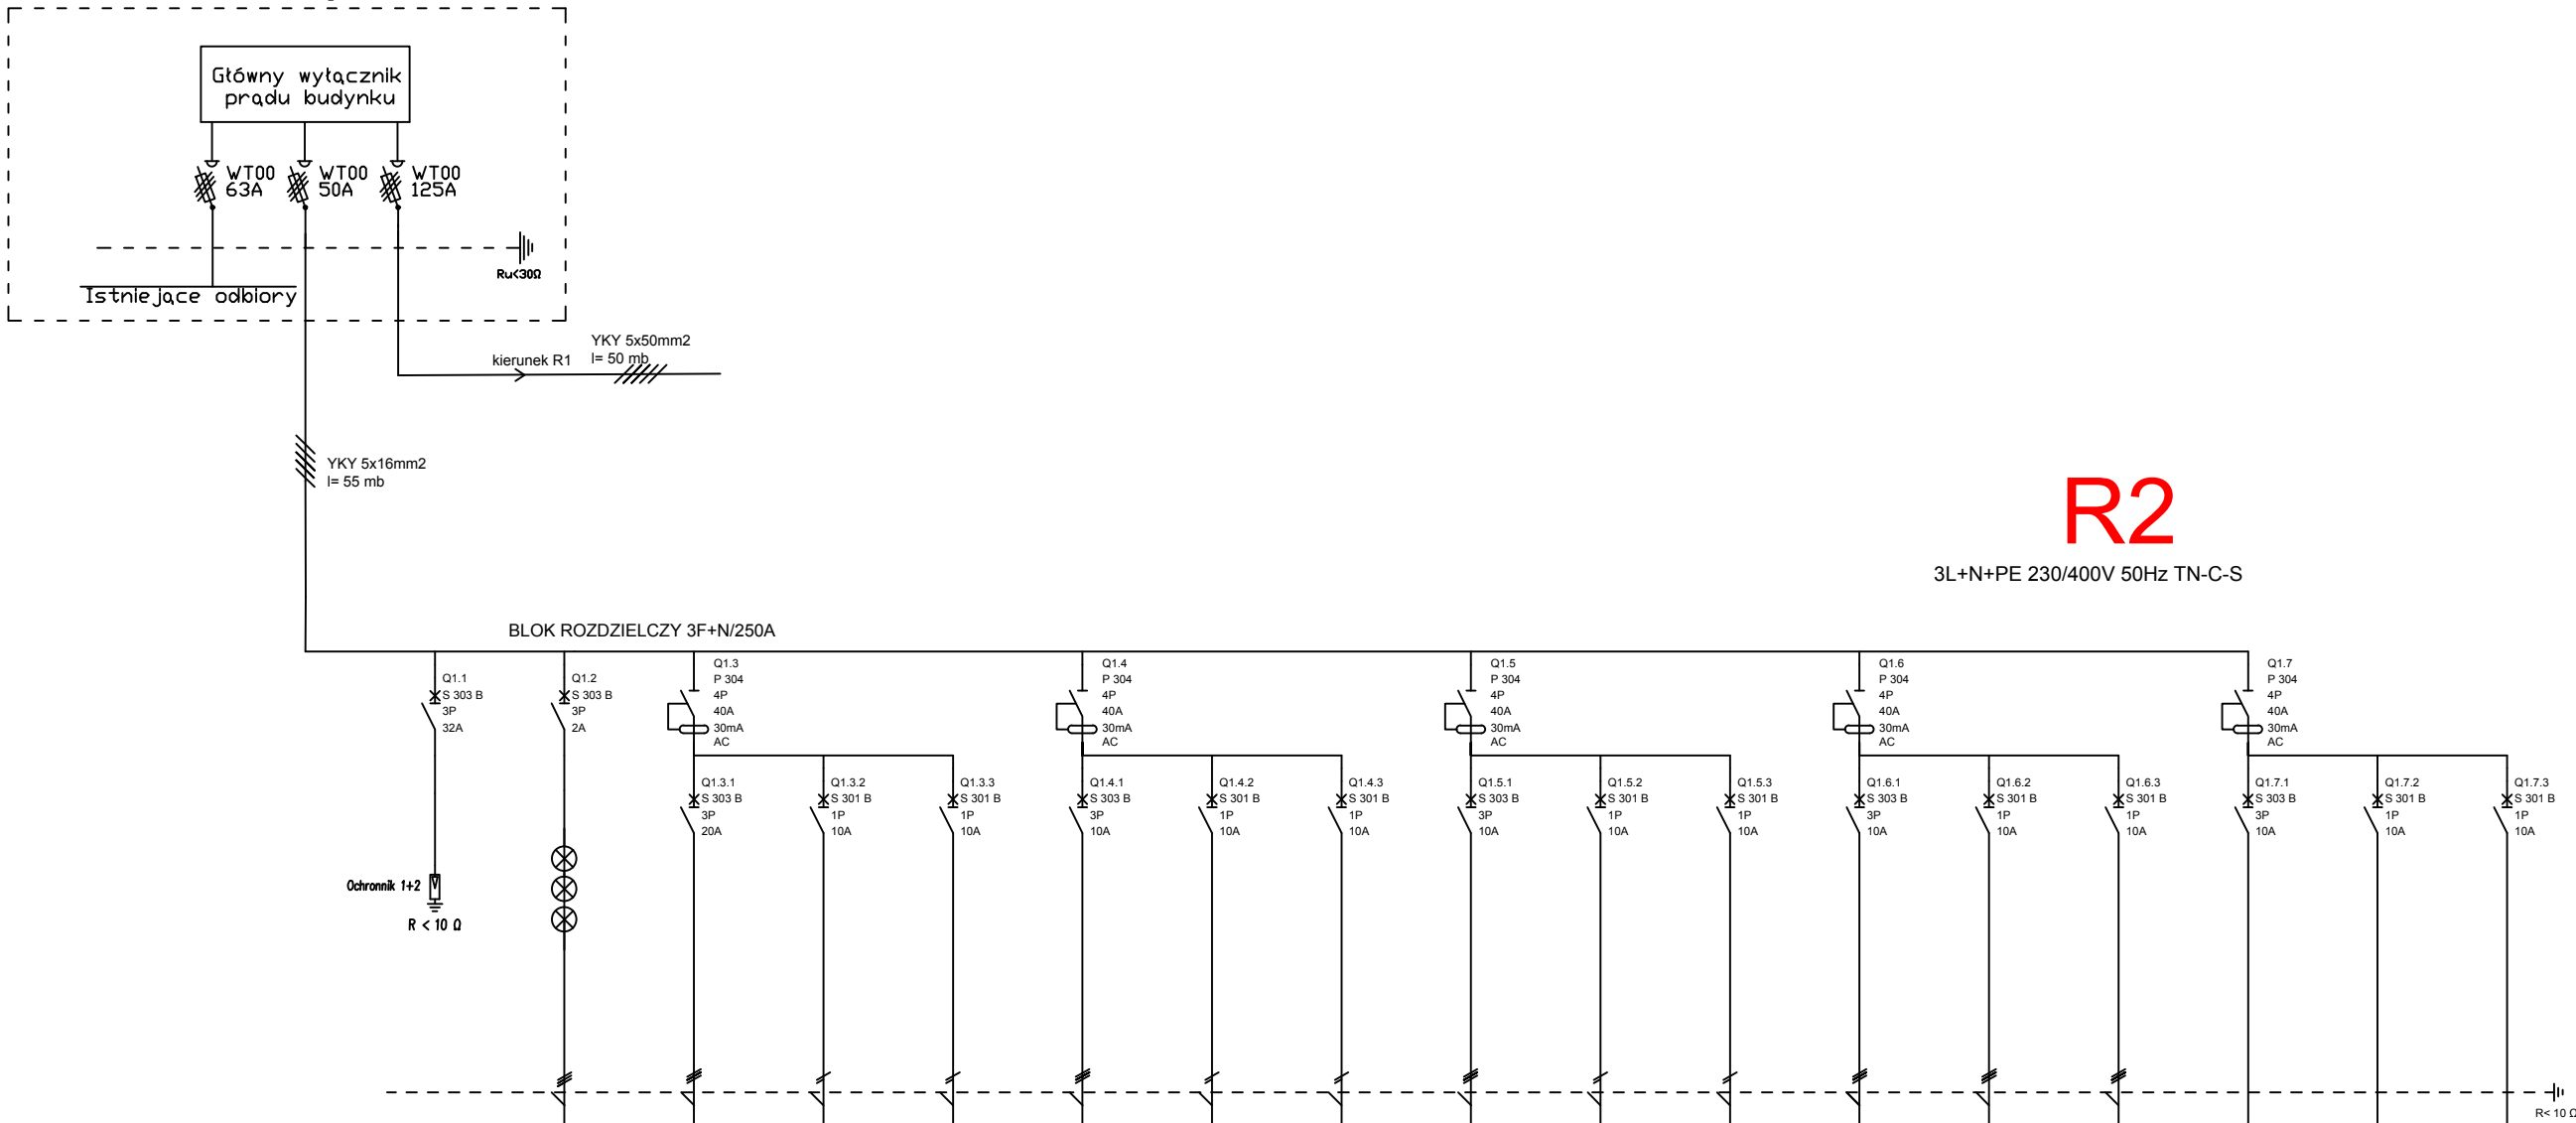 Główny wyłącznik
prądu budynku
WT00
63A
WT00
50A
WT00
125A
Ru<30Ω
Istniejące odbiory
kierunek R1
YKY 5x50mm2
l= 50 mb
YKY 5x16mm2
l= 55 mb
R2
3L+N+PE 230/400V 50Hz TN-C-S
BLOK ROZDZIELCZY 3F+N/250A
Q1.1
S 303 B
3P
32A
Q1.2
S 303 B
3P
2A
Q1.3
P 304
4P
40A
30mA
AC
Q1.4
P 304
4P
40A
30mA
AC
Q1.5
P 304
4P
40A
30mA
AC
Q1.6
P 304
4P
40A
30mA
AC
Q1.7
P 304
4P
40A
30mA
AC
Q1.3.1
S 303 B
3P
20A
Q1.3.2
S 301 B
1P
10A
Q1.3.3
S 301 B
1P
10A
Q1.4.1
S 303 B
3P
10A
Q1.4.2
S 301 B
1P
10A
Q1.4.3
S 301 B
1P
10A
Q1.5.1
S 303 B
3P
10A
Q1.5.2
S 301 B
1P
10A
Q1.5.3
S 301 B
1P
10A
Q1.6.1
S 303 B
3P
10A
Q1.6.2
S 301 B
1P
10A
Q1.6.3
S 301 B
1P
10A
Q1.7.1
S 303 B
3P
10A
Q1.7.2
S 301 B
1P
10A
Q1.7.3
S 301 B
1P
10A
Ochronnik 1+2
R < 10 Ω
R< 10 Ω